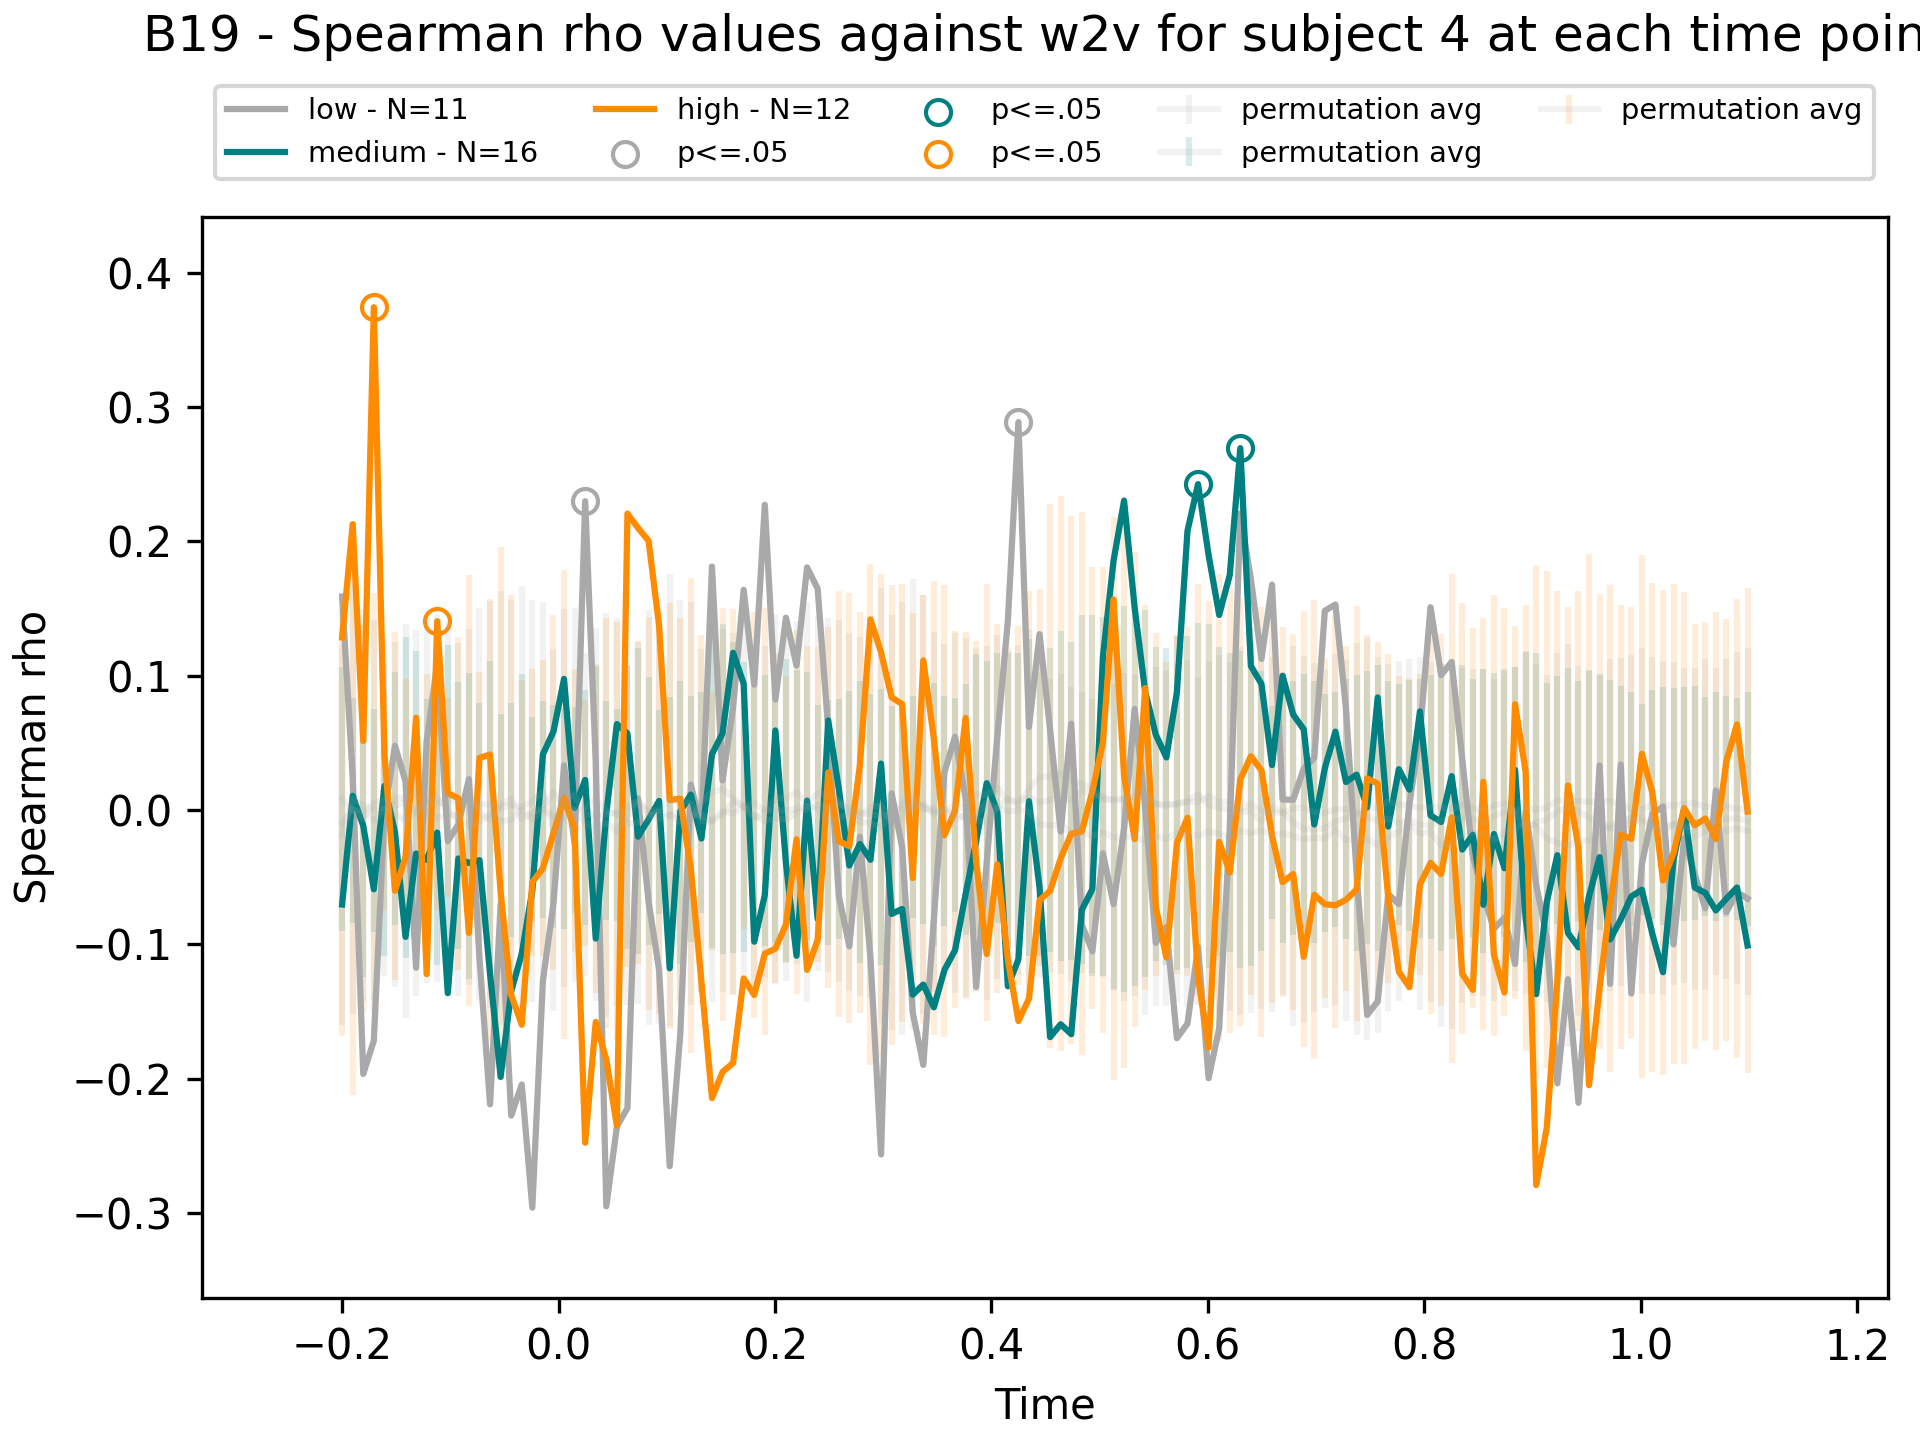 B19 - Spearman rho values against w2v for subject 4 at each time poin
low - N=11
medium - N=16
high - N=12
p<=.05
p<=.05
p<=.05
permutation avg
permutation avg
permutation avg
Spearman rho
0.4
0.3
0.2
0.1
0.0
−0.1
−0.2
−0.3
−0.2 0.0 0.2 0.4 0.6 0.8 1.0 1.2
Time